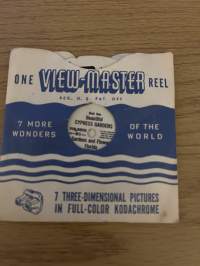 ONE VIEW-MASTER REEL
REG. U. S. PAT. OFF.
Beautiful
CYPRESS GARDENS
Florida
7 MORE OF THE
WONDERS WORLD
7 THREE-DIMENSIONAL PICTURES
IN FULL-COLOR KODACHROME